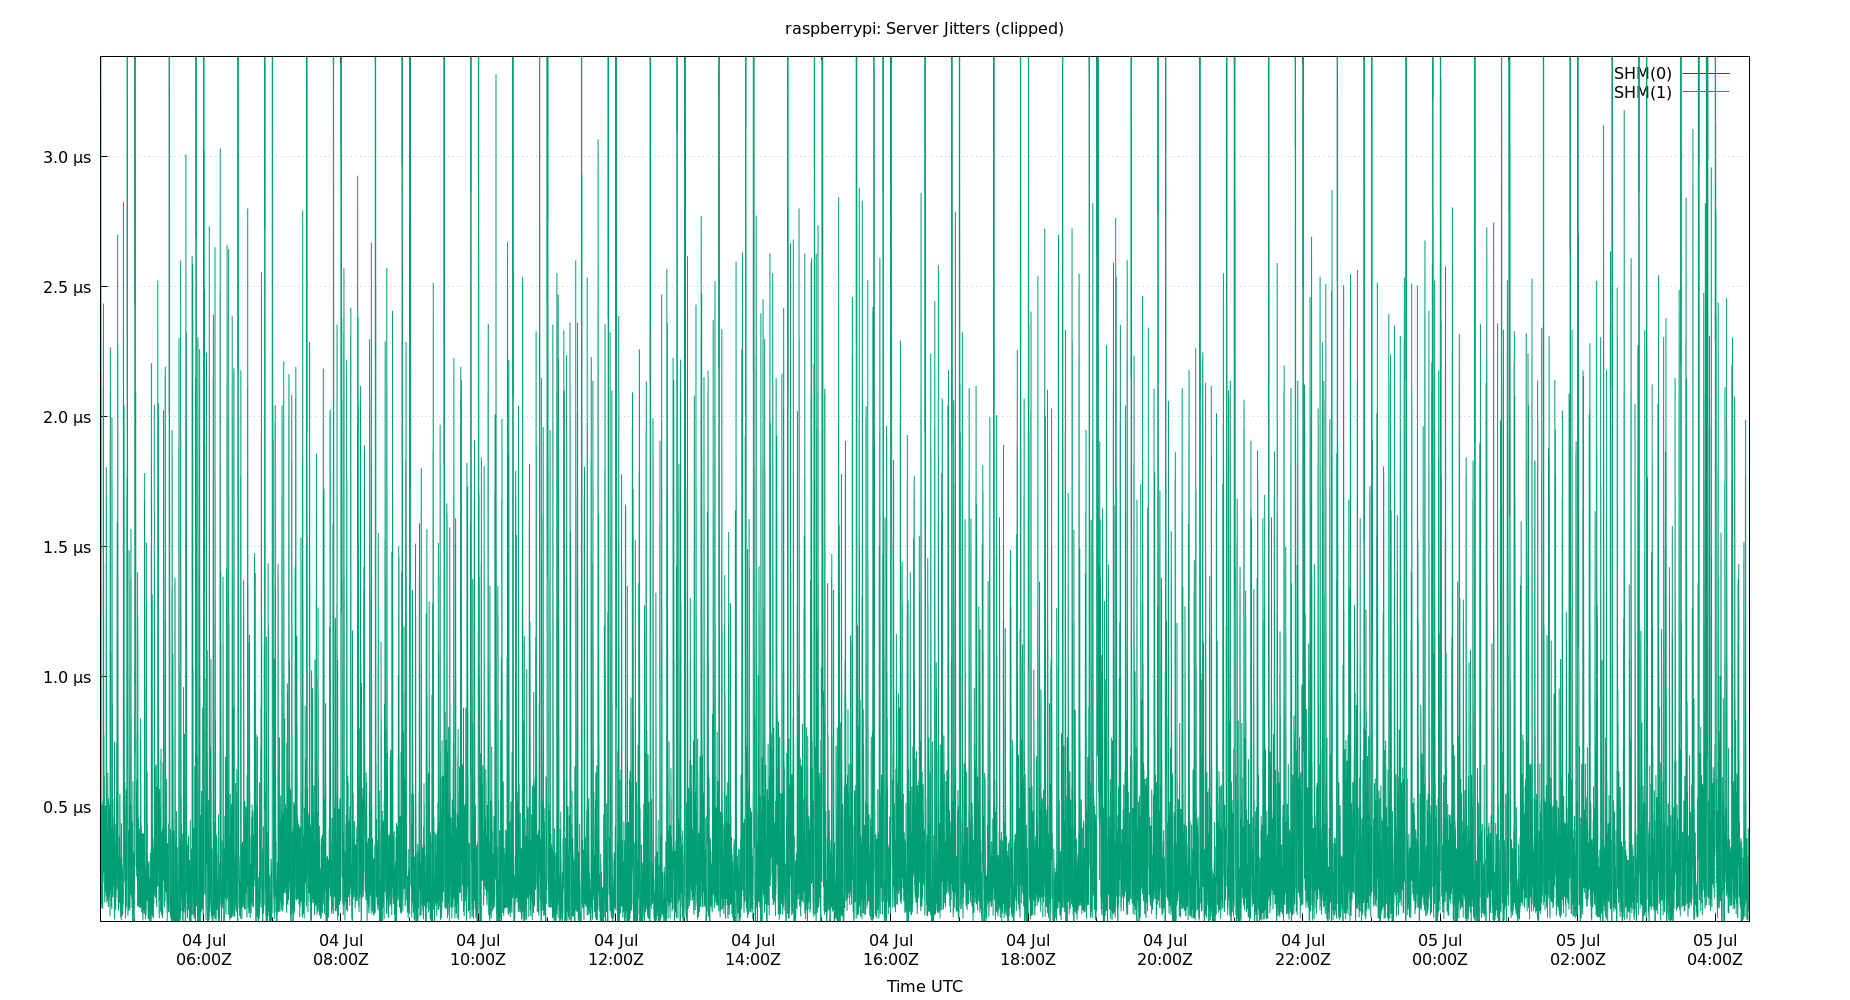 raspberrypi: Server Jitters (clipped)
SHM(0)
SHM(1)
3.0 µs
2.5 µs
2.0 µs
1.5 µs
1.0 µs
0.5 µs
04 Jul 04 Jul 04 Jul 04 Jul 04 Jul 04 Jul 04 Jul 04 Jul 04 Jul 05 Jul 05 Jul 05 Jul
06:00Z 08:00Z 10:00Z 12:00Z 14:00Z 16:00Z 18:00Z 20:00Z 22:00Z 00:00Z 02:00Z 04:00Z
Time UTC